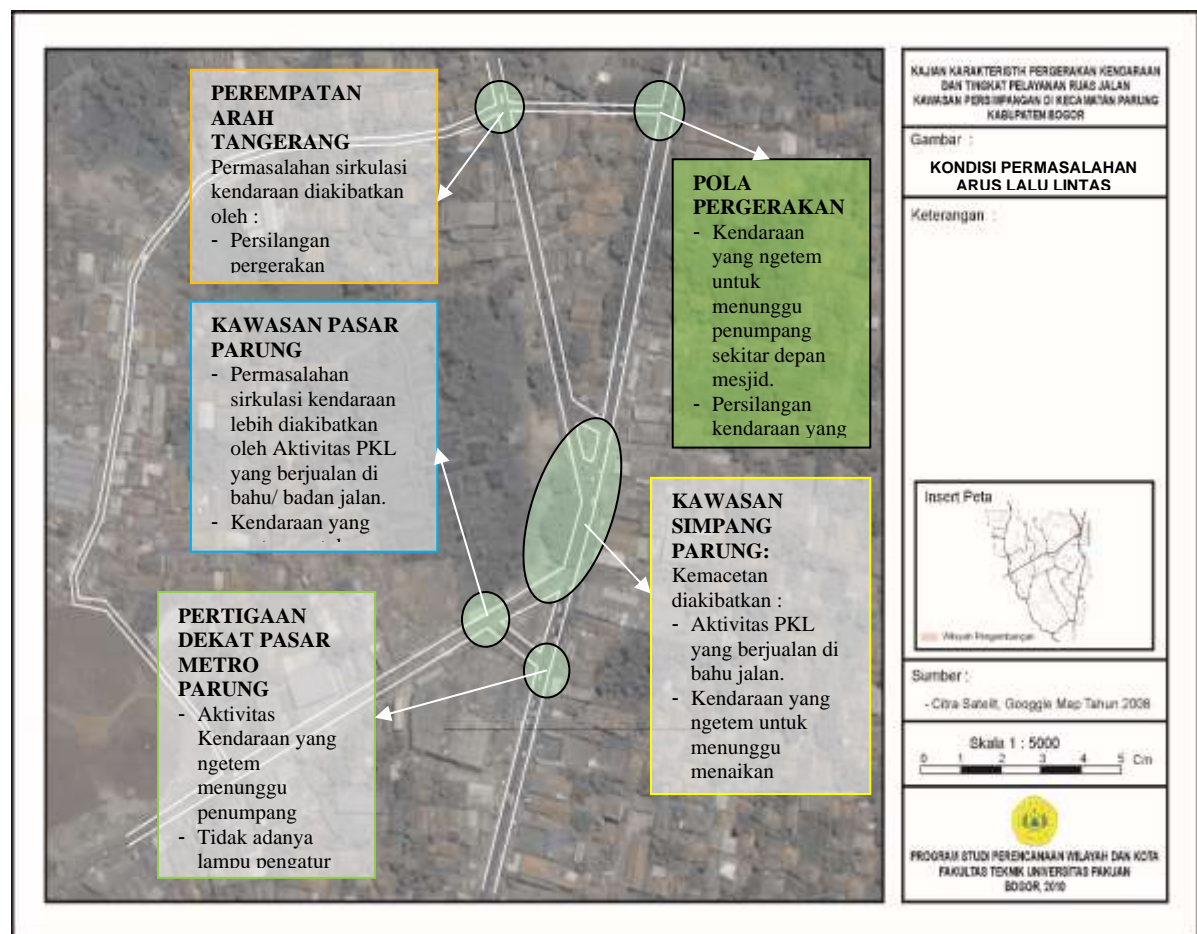 PEREMPATAN
ARAH
TANGERANG
Permasalahan sirkulasi
kendaraan diakibatkan
oleh :
- Persilangan
pergerakan
KAWASAN PASAR
PARUNG
- Permasalahan
sirkulasi kendaraan
lebih diakibatkan
oleh Aktivitas PKL
yang berjualan di
bahu/ badan jalan.
- Kendaraan yang
PERTIGAAN
DEKAT PASAR
METRO
PARUNG
- Aktivitas
Kendaraan yang
ngetem
menunggu
penumpang
- Tidak adanya
lampu pengatur
POLA
PERGERAKAN
- Kendaraan
yang ngetem
untuk
menunggu
penumpang
sekitar depan
mesjid.
- Persilangan
kendaraan yang
KAWASAN
SIMPANG
PARUNG:
Kemacetan
diakibatkan :
- Aktivitas PKL
yang berjualan di
bahu jalan.
- Kendaraan yang
ngetem untuk
menunggu
menaikan
KAJIAN KARAKTERISTIK PERGERAKAN KENDARAAN
DAN TINGKAT PELAYANAN RUAS JALAN
KAWASAN PERSIMPANGAN DI KECAMATAN PARUNG
KABUPATEM BOGOR
Gambar :
KONDISI PERMASALAHAN
ARUS LALU LINTAS
Keterangan :
Insert Peta
Wilayah Pengembangan
Sumber :
- Citra Satelit, Googgle Map Tahun 2008
Skala 1 : 5000
0 1 2 3 4 5 Cm
PROGRAM STUDI PERENCANAAN WILAYAH DAN KOTA
FAKULTAS TEKNIK UNIVERSITAS PAKUAN
BOGOR, 2010